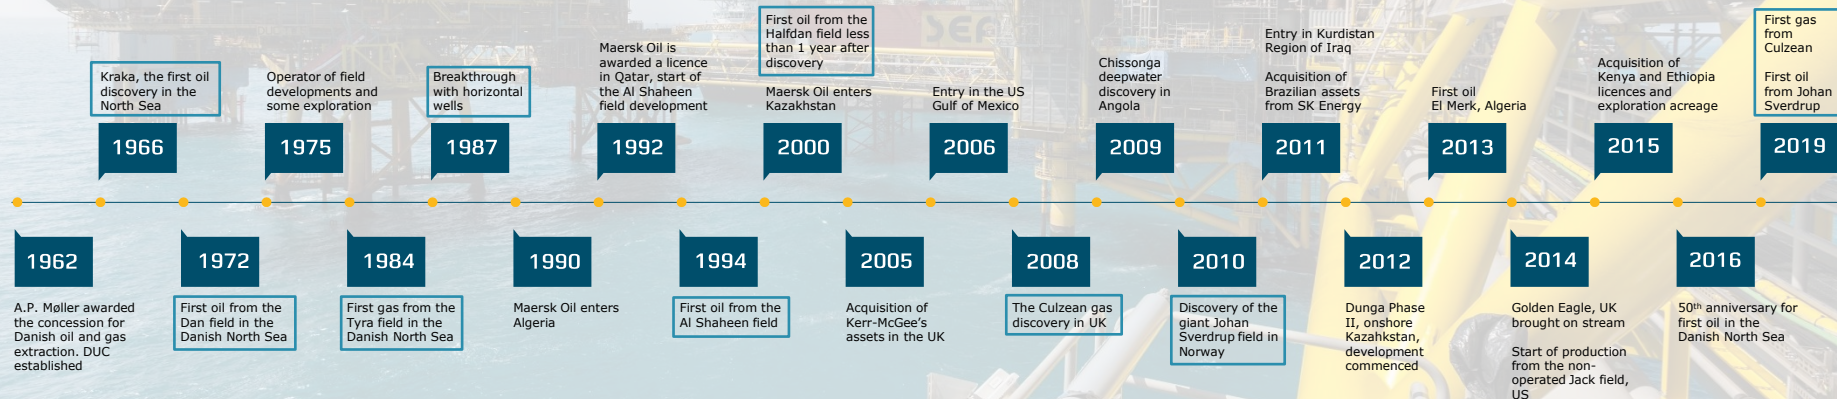 Kraka, the first oil
discovery in the
North Sea
1966
Operator of field
developments and
some exploration
1975
Breakthrough
with horizontal
wells
1987
Maersk Oil is
awarded a licence
in Qatar, start of
the Al Shaheen
field development
1992
First oil from the
Halfdan field less
than 1 year after
discovery
Maersk Oil enters
Kazakhstan
2000
Entry in the US
Gulf of Mexico
2006
Chissonga
deepwater
discovery in
Angola
2009
Entry in Kurdistan
Region of Iraq
Acquisition of
Brazilian assets
from SK Energy
2011
First oil
El Merk, Algeria
2013
Acquisition of
Kenya and Ethiopia
licences and
exploration acreage
2015
First gas
from
Culzean
First oil
from Johan
Sverdrup
2019
1962
A.P. Møller awarded
the concession for
Danish oil and gas
extraction. DUC
established
1972
First oil from the
Dan field in the
Danish North Sea
1984
First gas from the
Tyra field in the
Danish North Sea
1990
Maersk Oil enters
Algeria
1994
First oil from the
Al Shaheen field
2005
Acquisition of
Kerr-McGee's
assets in the UK
2008
The Culzean gas
discovery in UK
2010
Discovery of the
giant Johan
Sverdrup field in
Norway
2012
Dunga Phase
II, onshore
Kazahkstan,
development
commenced
2014
Golden Eagle, UK
brought on stream
Start of production
from the non-
operated Jack field,
US
2016
50th anniversary for
first oil in the
Danish North Sea